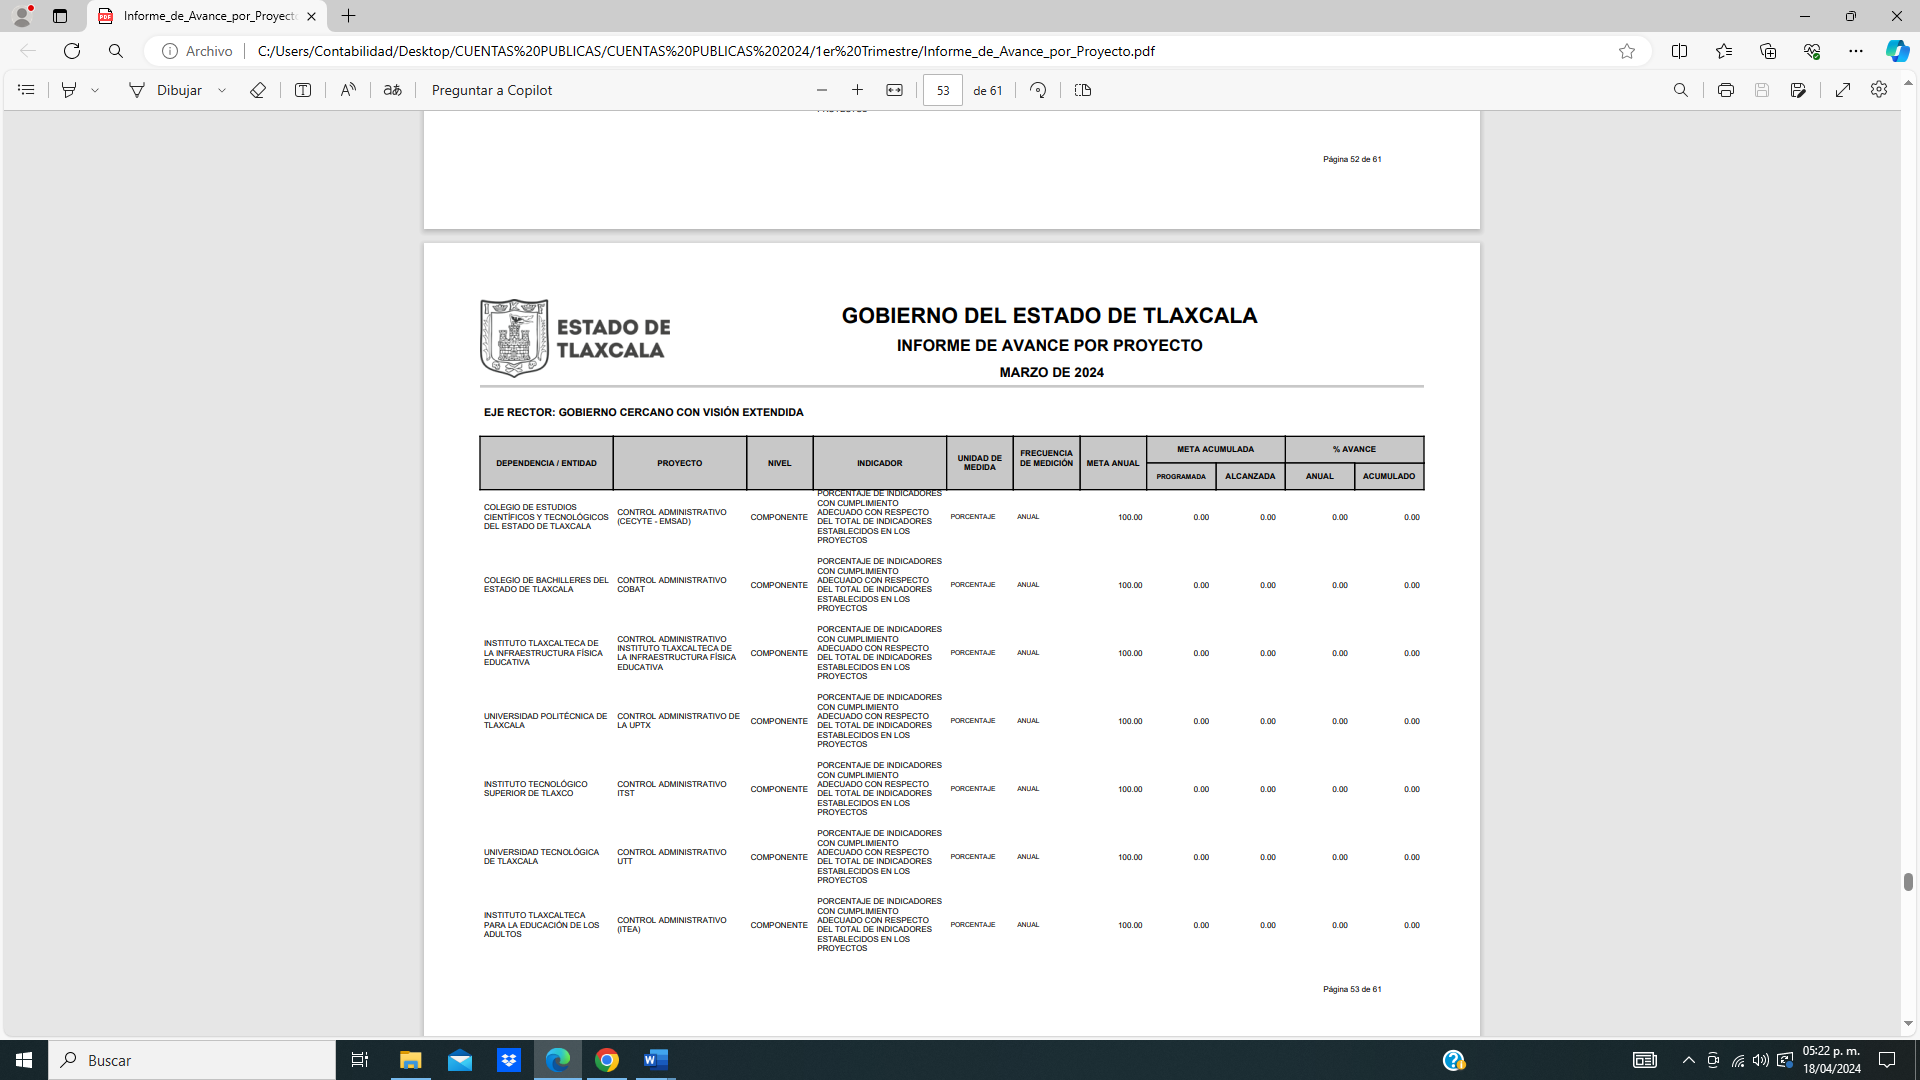 Informe_de_Avance_por_Proyecto
Archivo
C:/Users/Contabilidad/Desktop/CUENTAS%20PUBLICAS/CUENTAS%20PUBLICAS%202024/1er%20Trimestre/Informe_de_Avance_por_Proyecto.pdf
Dibujar
aあ
Preguntar a Copilot
53 de 61
Página 52 de 61
ESTADO DE
TLAXCALA
GOBIERNO DEL ESTADO DE TLAXCALA
INFORME DE AVANCE POR PROYECTO
MARZO DE 2024
EJE RECTOR: GOBIERNO CERCANO CON VISIÓN EXTENDIDA
DEPENDENCIA / ENTIDAD
PROYECTO
NIVEL
INDICADOR
UNIDAD DE
MEDIDA
FRECUENCIA
DE MEDICIÓN
META ANUAL
META ACUMULADA
PROGRAMADA
ALCANZADA
% AVANCE
ANUAL
ACUMULADO
COLEGIO DE ESTUDIOS
CIENTÍFICOS Y TECNOLÓGICOS
DEL ESTADO DE TLAXCALA
CONTROL ADMINISTRATIVO
(CECYTE - EMSAD)
COMPONENTE
PORCENTAJE DE INDICADORES
CON CUMPLIMIENTO
ADECUADO CON RESPECTO
DEL TOTAL DE INDICADORES
ESTABLECIDOS EN LOS
PROYECTOS
PORCENTAJE
ANUAL
100.00
0.00
0.00
0.00
0.00
COLEGIO DE BACHILLERES DEL
ESTADO DE TLAXCALA
CONTROL ADMINISTRATIVO
COBAT
COMPONENTE
PORCENTAJE DE INDICADORES
CON CUMPLIMIENTO
ADECUADO CON RESPECTO
DEL TOTAL DE INDICADORES
ESTABLECIDOS EN LOS
PROYECTOS
PORCENTAJE
ANUAL
100.00
0.00
0.00
0.00
0.00
INSTITUTO TLAXCALTECA DE
LA INFRAESTRUCTURA FÍSICA
EDUCATIVA
CONTROL ADMINISTRATIVO
INSTITUTO TLAXCALTECA DE
LA INFRAESTRUCTURA FÍSICA
EDUCATIVA
COMPONENTE
PORCENTAJE DE INDICADORES
CON CUMPLIMIENTO
ADECUADO CON RESPECTO
DEL TOTAL DE INDICADORES
ESTABLECIDOS EN LOS
PROYECTOS
PORCENTAJE
ANUAL
100.00
0.00
0.00
0.00
0.00
UNIVERSIDAD POLITÉCNICA DE
TLAXCALA
CONTROL ADMINISTRATIVO DE
LA UPTX
COMPONENTE
PORCENTAJE DE INDICADORES
CON CUMPLIMIENTO
ADECUADO CON RESPECTO
DEL TOTAL DE INDICADORES
ESTABLECIDOS EN LOS
PROYECTOS
PORCENTAJE
ANUAL
100.00
0.00
0.00
0.00
0.00
INSTITUTO TECNOLÓGICO
SUPERIOR DE TLAXCO
CONTROL ADMINISTRATIVO
ITST
COMPONENTE
PORCENTAJE DE INDICADORES
CON CUMPLIMIENTO
ADECUADO CON RESPECTO
DEL TOTAL DE INDICADORES
ESTABLECIDOS EN LOS
PROYECTOS
PORCENTAJE
ANUAL
100.00
0.00
0.00
0.00
0.00
UNIVERSIDAD TECNOLÓGICA
DE TLAXCALA
CONTROL ADMINISTRATIVO
UTT
COMPONENTE
PORCENTAJE DE INDICADORES
CON CUMPLIMIENTO
ADECUADO CON RESPECTO
DEL TOTAL DE INDICADORES
ESTABLECIDOS EN LOS
PROYECTOS
PORCENTAJE
ANUAL
100.00
0.00
0.00
0.00
0.00
INSTITUTO TLAXCALTECA
PARA LA EDUCACIÓN DE LOS
ADULTOS
CONTROL ADMINISTRATIVO
(ITEA)
COMPONENTE
PORCENTAJE DE INDICADORES
CON CUMPLIMIENTO
ADECUADO CON RESPECTO
DEL TOTAL DE INDICADORES
ESTABLECIDOS EN LOS
PROYECTOS
PORCENTAJE
ANUAL
100.00
0.00
0.00
0.00
0.00
Página 53 de 61
Buscar
05:22 p. m.
18/04/2024